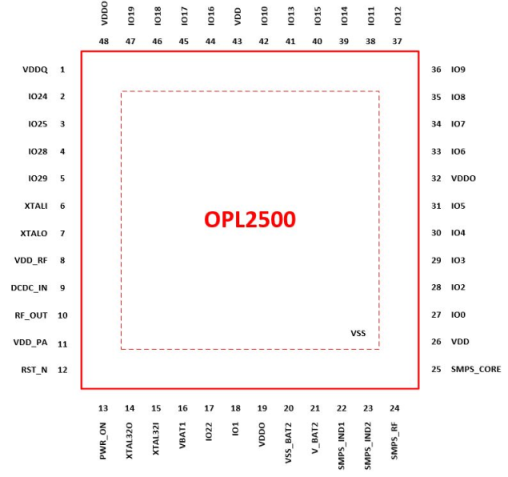 VDDO IO19 IO18 IO17 IO16 VDD IO10 IO13 IO15 IO14 IO11 IO12
48 47 46 45 44 43 42 41 40 39 38 37
VDDQ 1
IO24 2
IO25 3
IO28 4
IO29 5
XTALI 6
XTALO 7
VDD_RF 8
DCDC_IN 9
RF_OUT 10
VDD_PA 11
RST_N 12
OPL2500
VSS
36 IO9
35 IO8
34 IO7
33 IO6
32 VDDO
31 IO5
30 IO4
29 IO3
28 IO2
27 IO0
26 VDD
25 SMPS_CORE
13 14 15 16 17 18 19 20 21 22 23 24
PWR_ON XTAL32O XTAL32I VBAT1 IO22 IO1 VDDO VSS_BAT2 V_BAT2 SMPS_IND1 SMPS_IND2 SMPS_RF